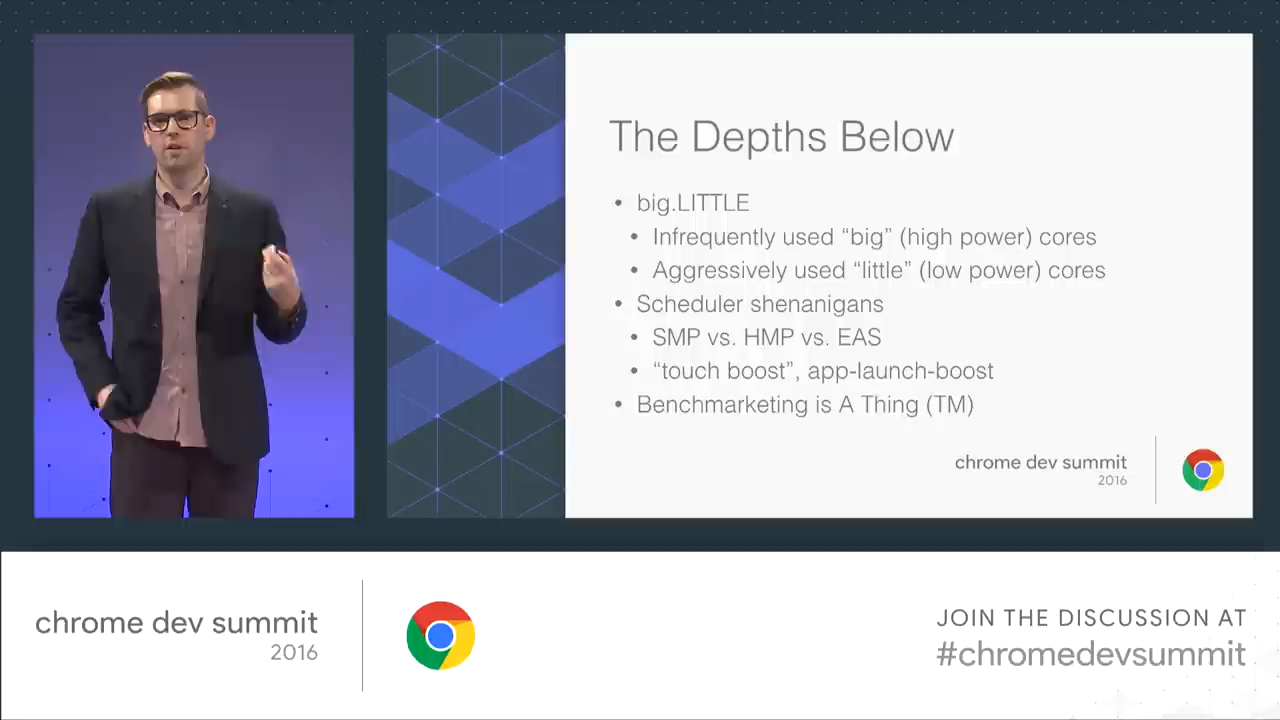 The Depths Below
• big.LITTLE
• Infrequently used “big” (high power) cores
• Aggressively used “little” (low power) cores
• Scheduler shenanigans
• SMP vs. HMP vs. EAS
• “touch boost”, app-launch-boost
• Benchmarketing is A Thing (TM)
chrome dev summit
2016
chrome dev summit
2016
JOIN THE DISCUSSION AT
#chromedevsummit